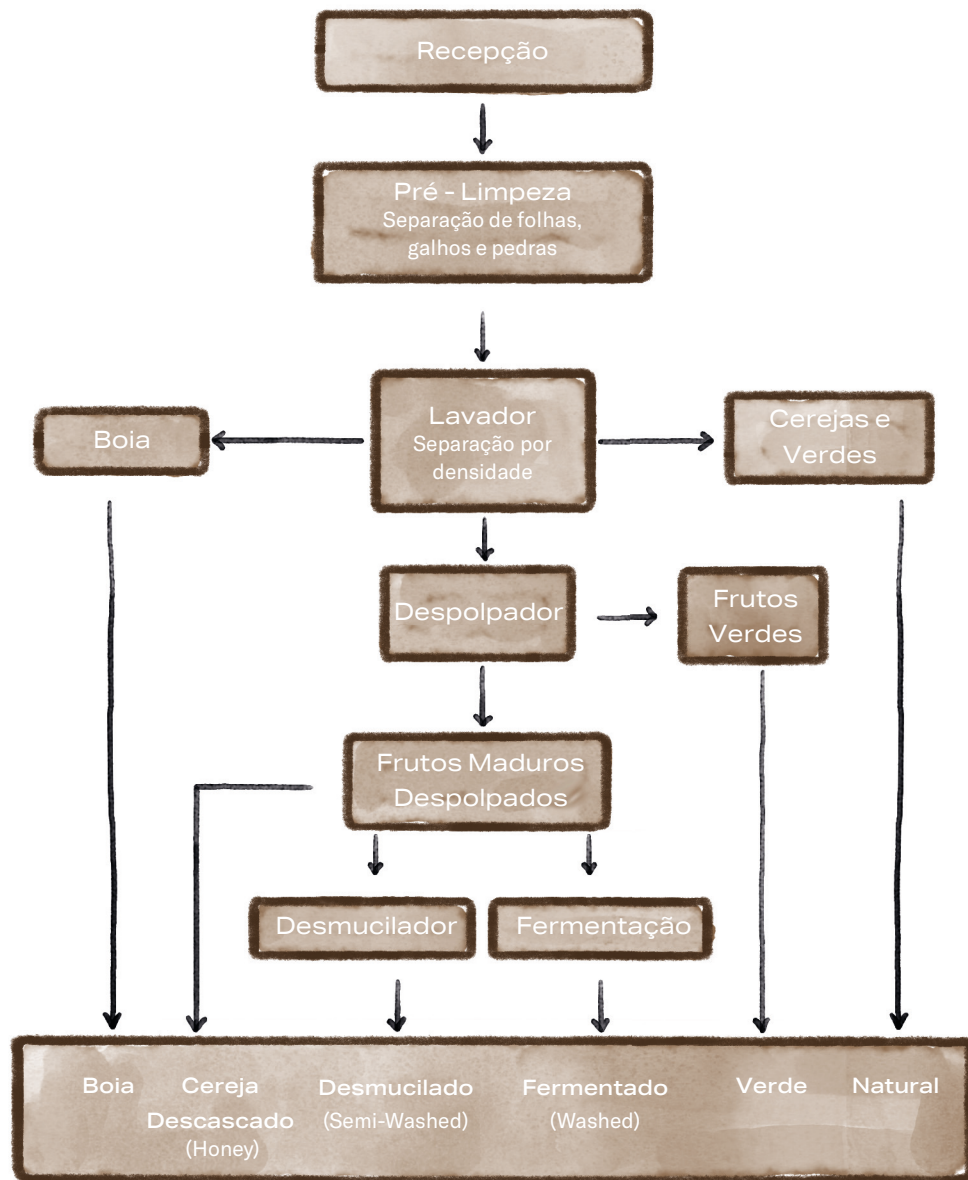 Recepção
Pré - Limpeza
Separação de folhas,
galhos e pedras
Lavador
Separação por
densidade
Boia
Cerejas e
Verdes
Despolpador
Frutos
Verdes
Frutos Maduros
Despolpados
Desmucilador
Fermentação
Boia
Cereja
Descascado
(Honey)
Desmucilado
(Semi-Washed)
Fermentado
(Washed)
Verde
Natural